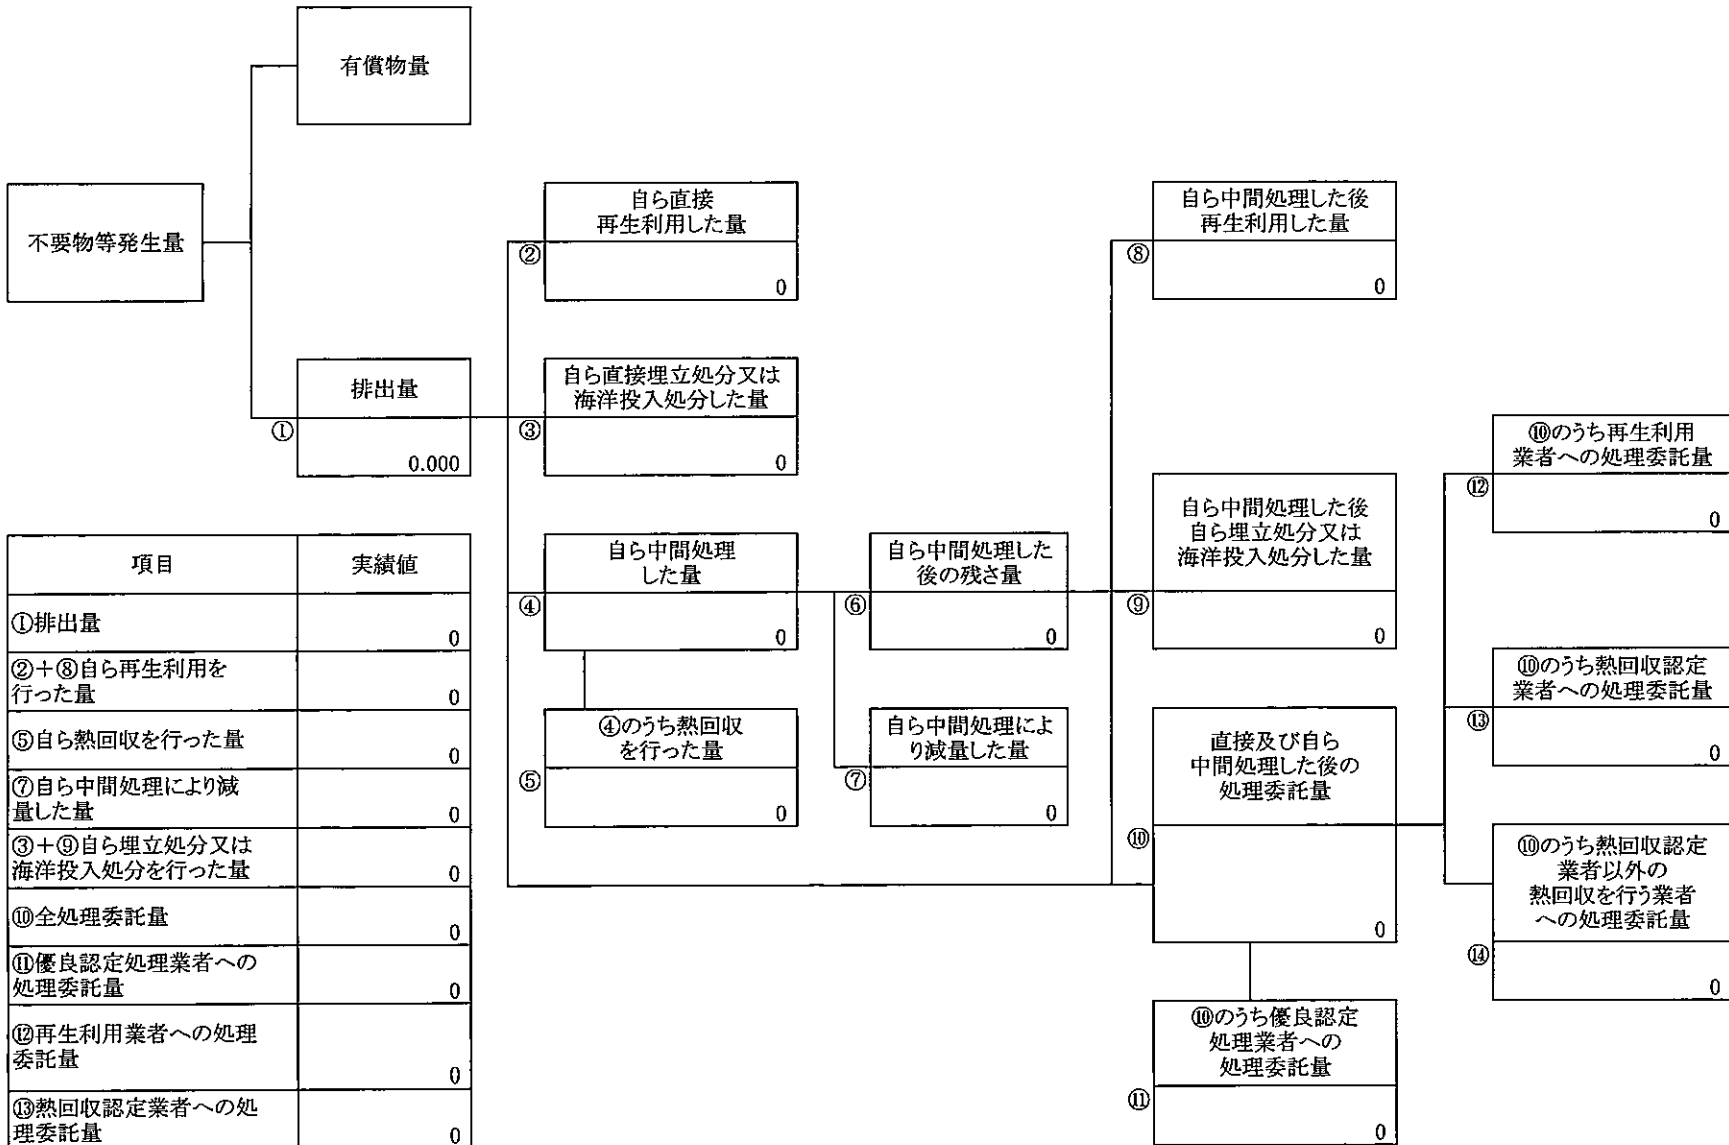 有償物量
不要物等発生量
排出量
①
0.000
自ら直接
再生利用した量
②
0
自ら直接埋立処分又は
海洋投入処分した量
③
0
自ら中間処理
した量
④
0
④のうち熱回収
を行った量
⑤
0
自ら中間処理した
後の残さ量
⑥
0
自ら中間処理によ
り減量した量
⑦
0
自ら中間処理した後
再生利用した量
⑧
0
自ら中間処理した後
自ら埋立処分又は
海洋投入処分した量
⑨
0
直接及び自ら
中間処理した後の
処理委託量
⑩
0
⑩のうち優良認定
処理業者への
処理委託量
⑪
0
⑩のうち再生利用
業者への処理委託量
⑫
0
⑩のうち熱回収認定
業者への処理委託量
⑬
0
⑩のうち熱回収認定
業者以外の
熱回収を行う業者
への処理委託量
⑭
0
項目 実績値
①排出量 0
②+⑧自ら再生利用を
行った量 0
⑤自ら熱回収を行った量 0
⑦自ら中間処理により減
量した量 0
③+⑨自ら埋立処分又は
海洋投入処分を行った量 0
⑩全処理委託量 0
⑪優良認定処理業者への
処理委託量 0
⑫再生利用業者への処理
委託量 0
⑬熱回収認定業者への処
理委託量 0